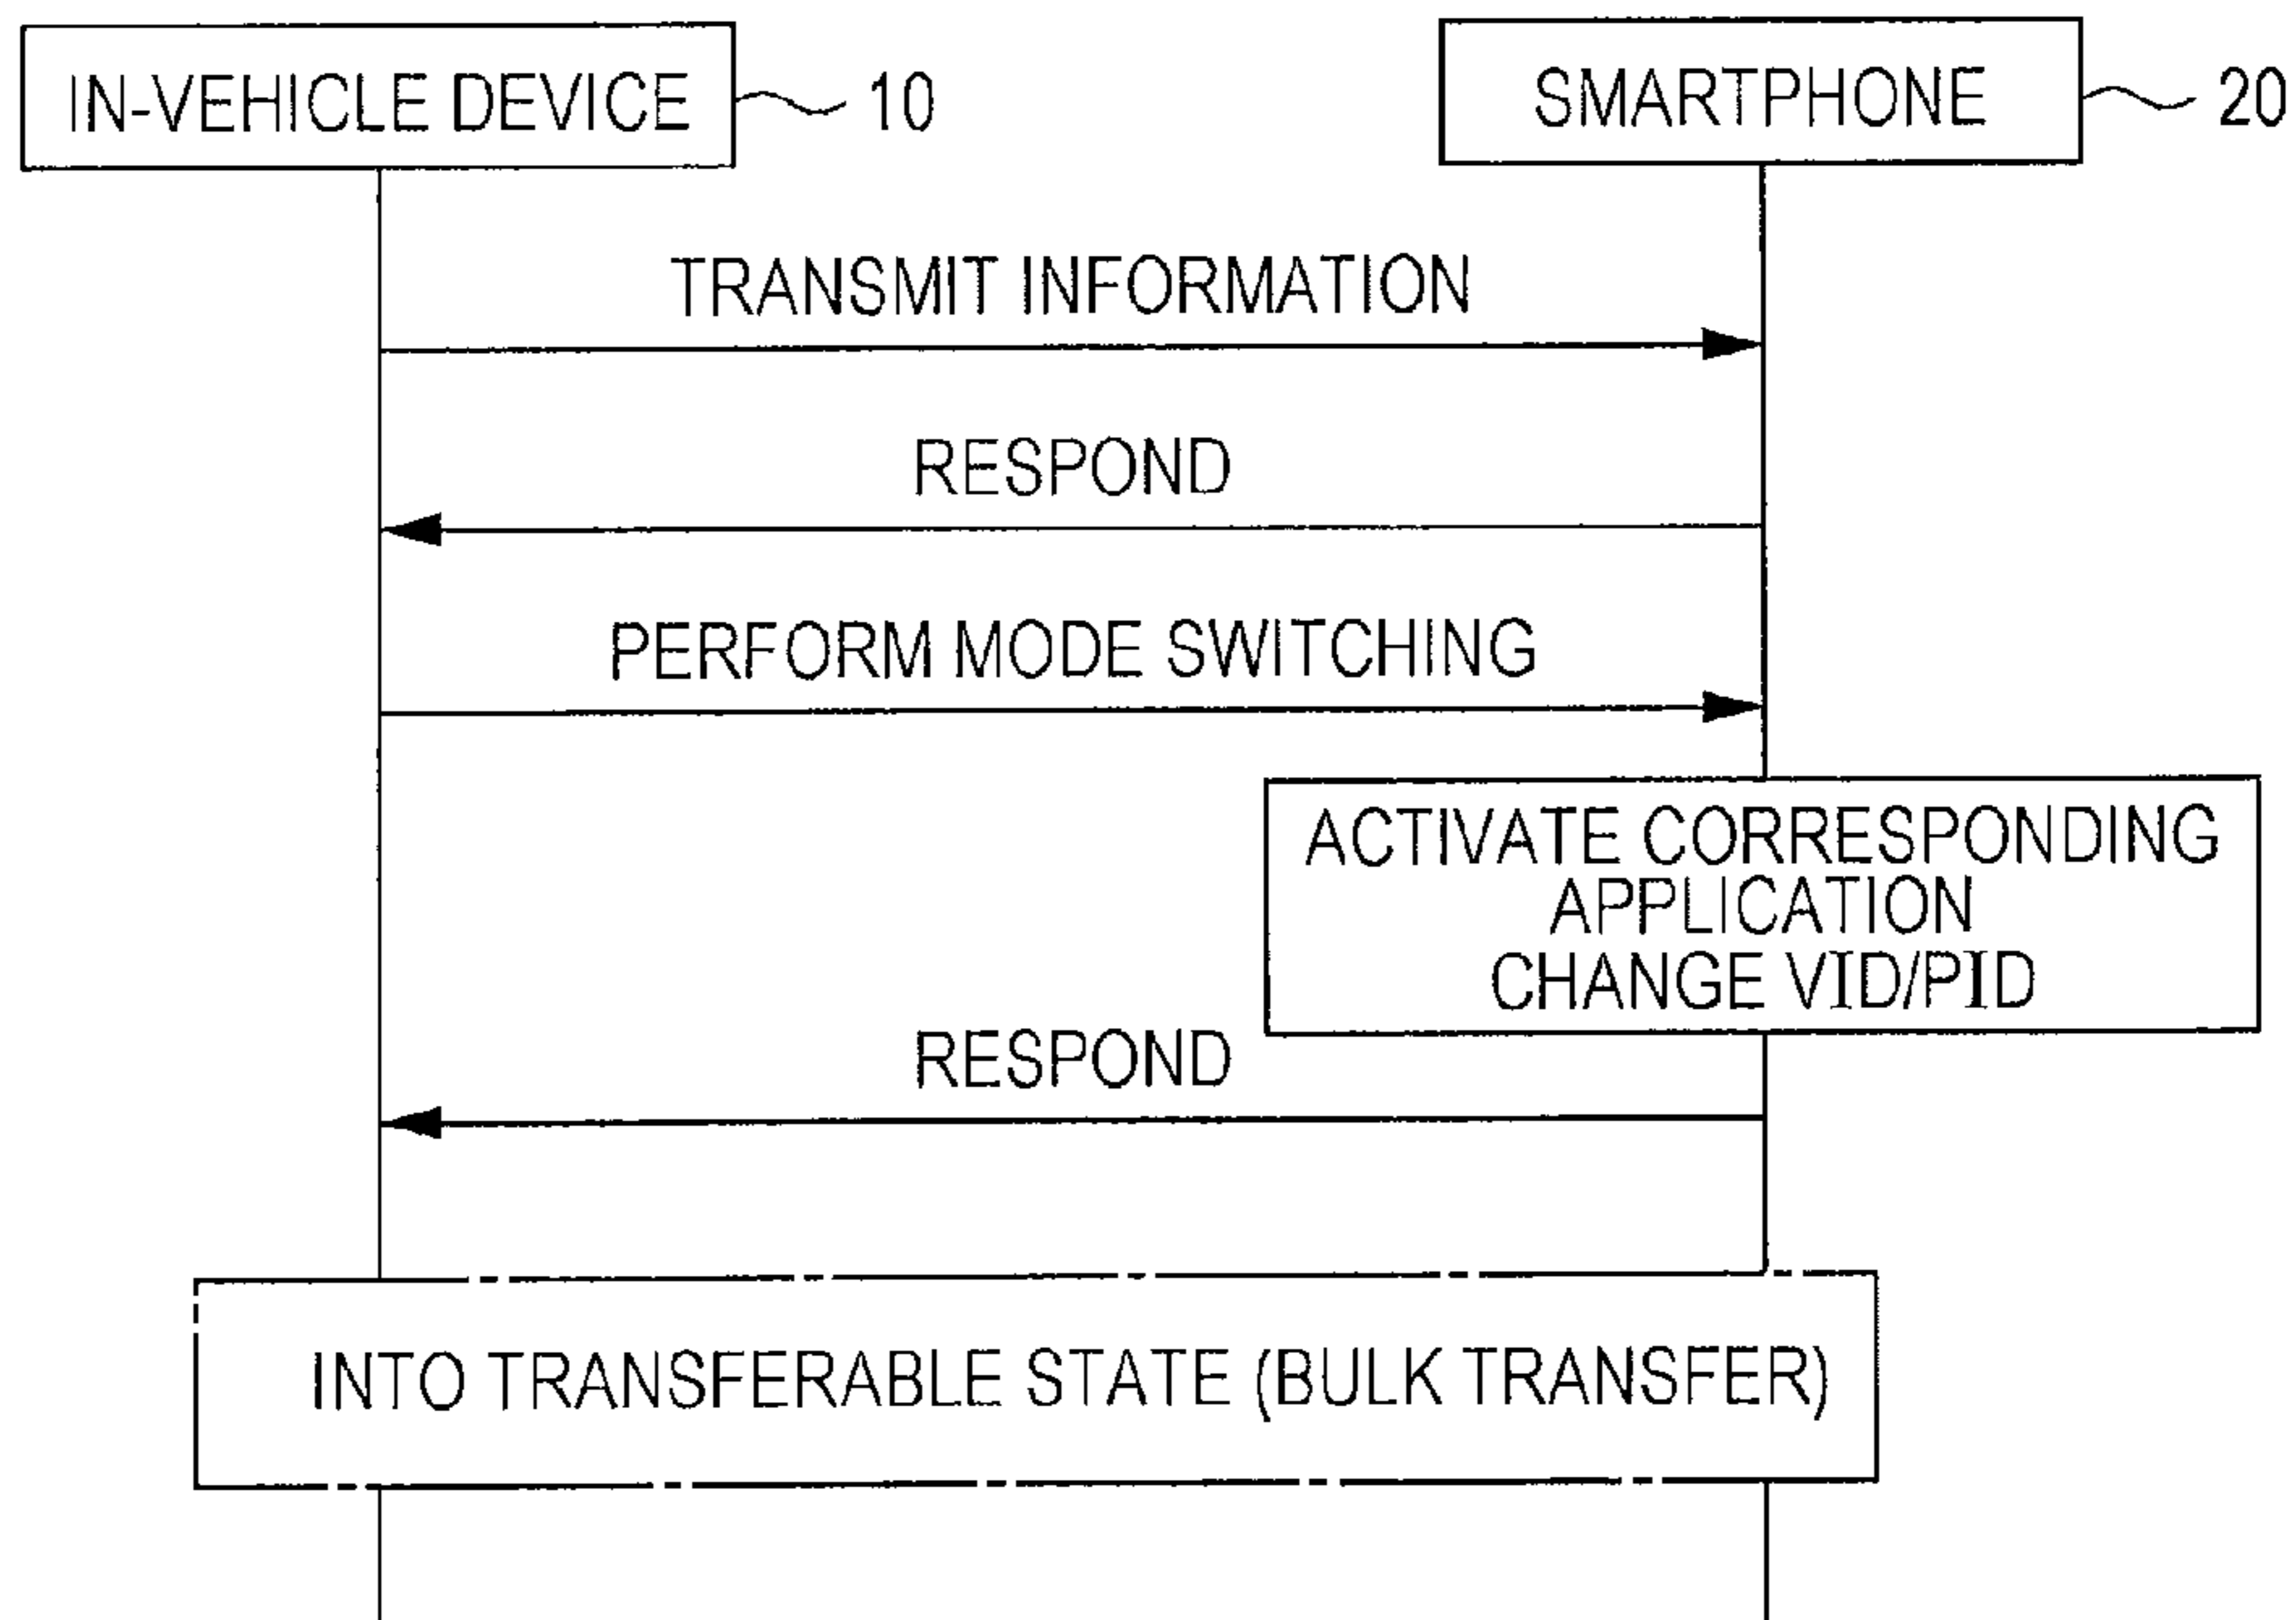 IN-VEHICLE DEVICE
10
SMARTPHONE
20
TRANSMIT INFORMATION
RESPOND
PERFORM MODE SWITCHING
ACTIVATE CORRESPONDING
APPLICATION
CHANGE VID/PID
RESPOND
INTO TRANSFERABLE STATE (BULK TRANSFER)